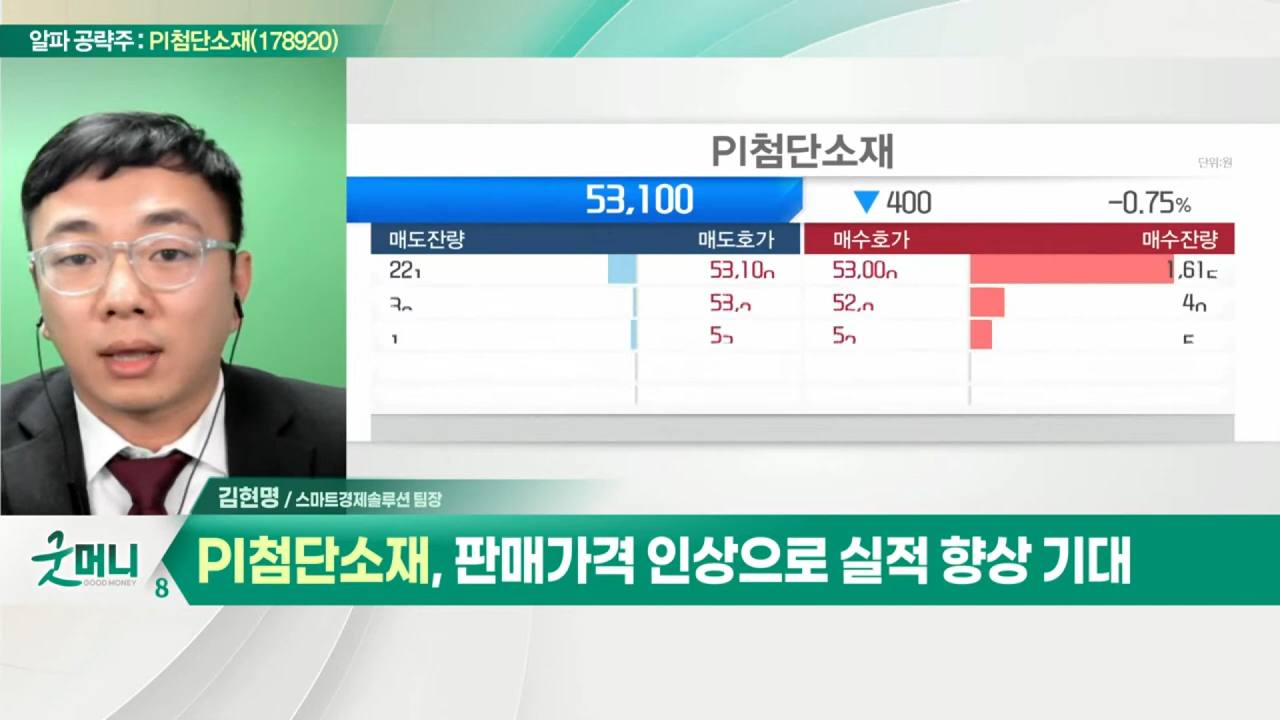 알파 공략주 : PI첨단소재(178920)
PI첨단소재
단위:원
53,100 ▼400 -0.75%
매도잔량 매도호가 매수호가 매수잔량
김현명 / 스마트경제솔루션 팀장
굿머니
GOOD MONEY
8
PI첨단소재, 판매가격 인상으로 실적 향상 기대